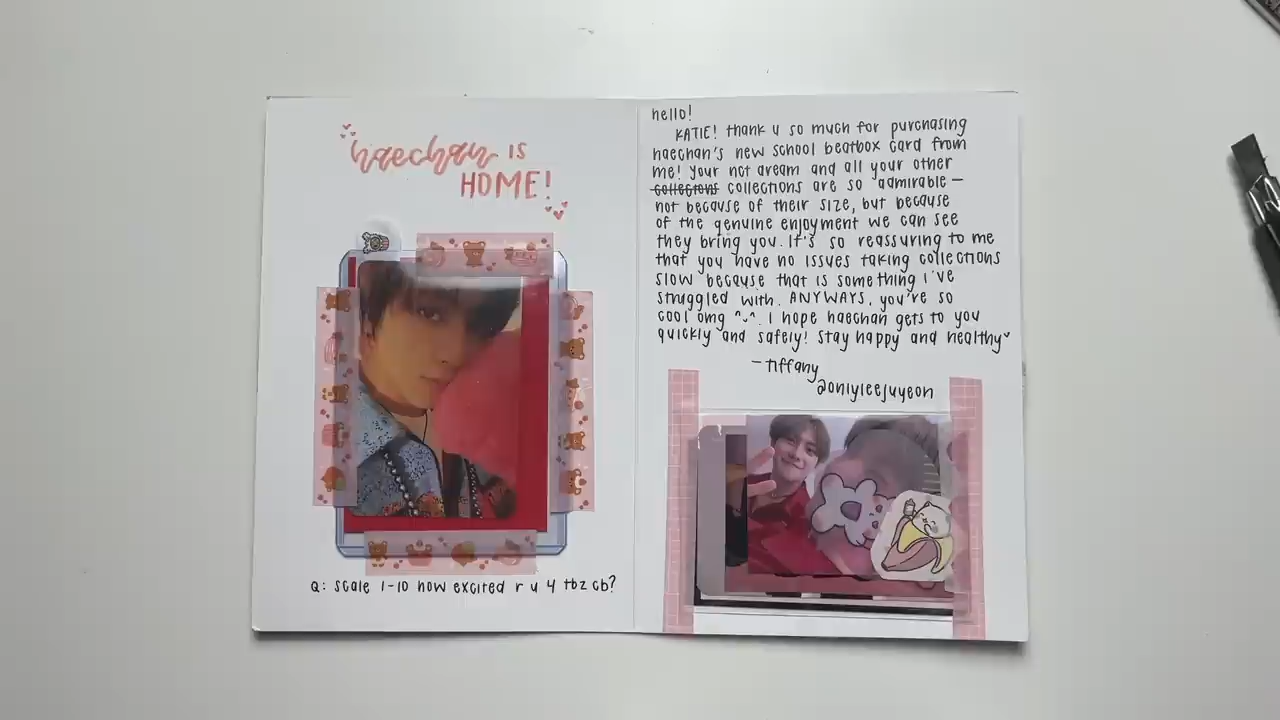 haechan is
HOME!
Q: scale 1-10 how excited r u 4 tbz cb?
hello!
KATIE! thank u so much for purchasing
haechan's new school beatbox card from
me! your nct dream and all your other
collections collections are so admirable—
not because of their size, but because
of the genuine enjoyment we can see
they bring you. It's so reassuring to me
that you have no issues taking collections
slow because that is something I've
struggled with. ANYWAYS, you're so
cool omg ^ᴗ^. I hope haechan gets to you
quickly and safely! Stay happy and healthy♥
—tiffany
@onlyleejuyeon